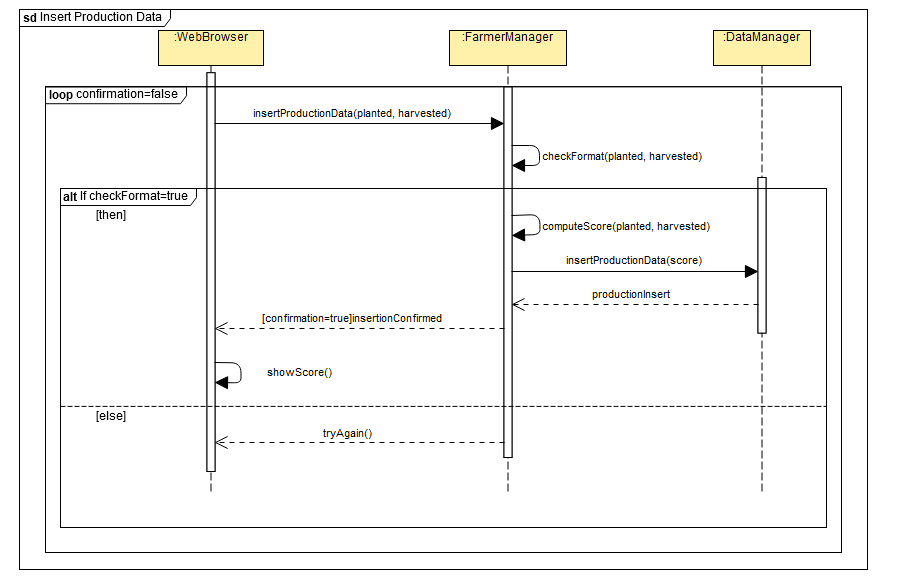 sd Insert Production Data
:WebBrowser
:FarmerManager
:DataManager
loop confirmation=false
insertProductionData(planted, harvested)
checkFormat(planted, harvested)
alt If checkFormat=true
[then]
computeScore(planted, harvested)
insertProductionData(score)
productionInsert
[confirmation=true]insertionConfirmed
showScore()
[else]
tryAgain()